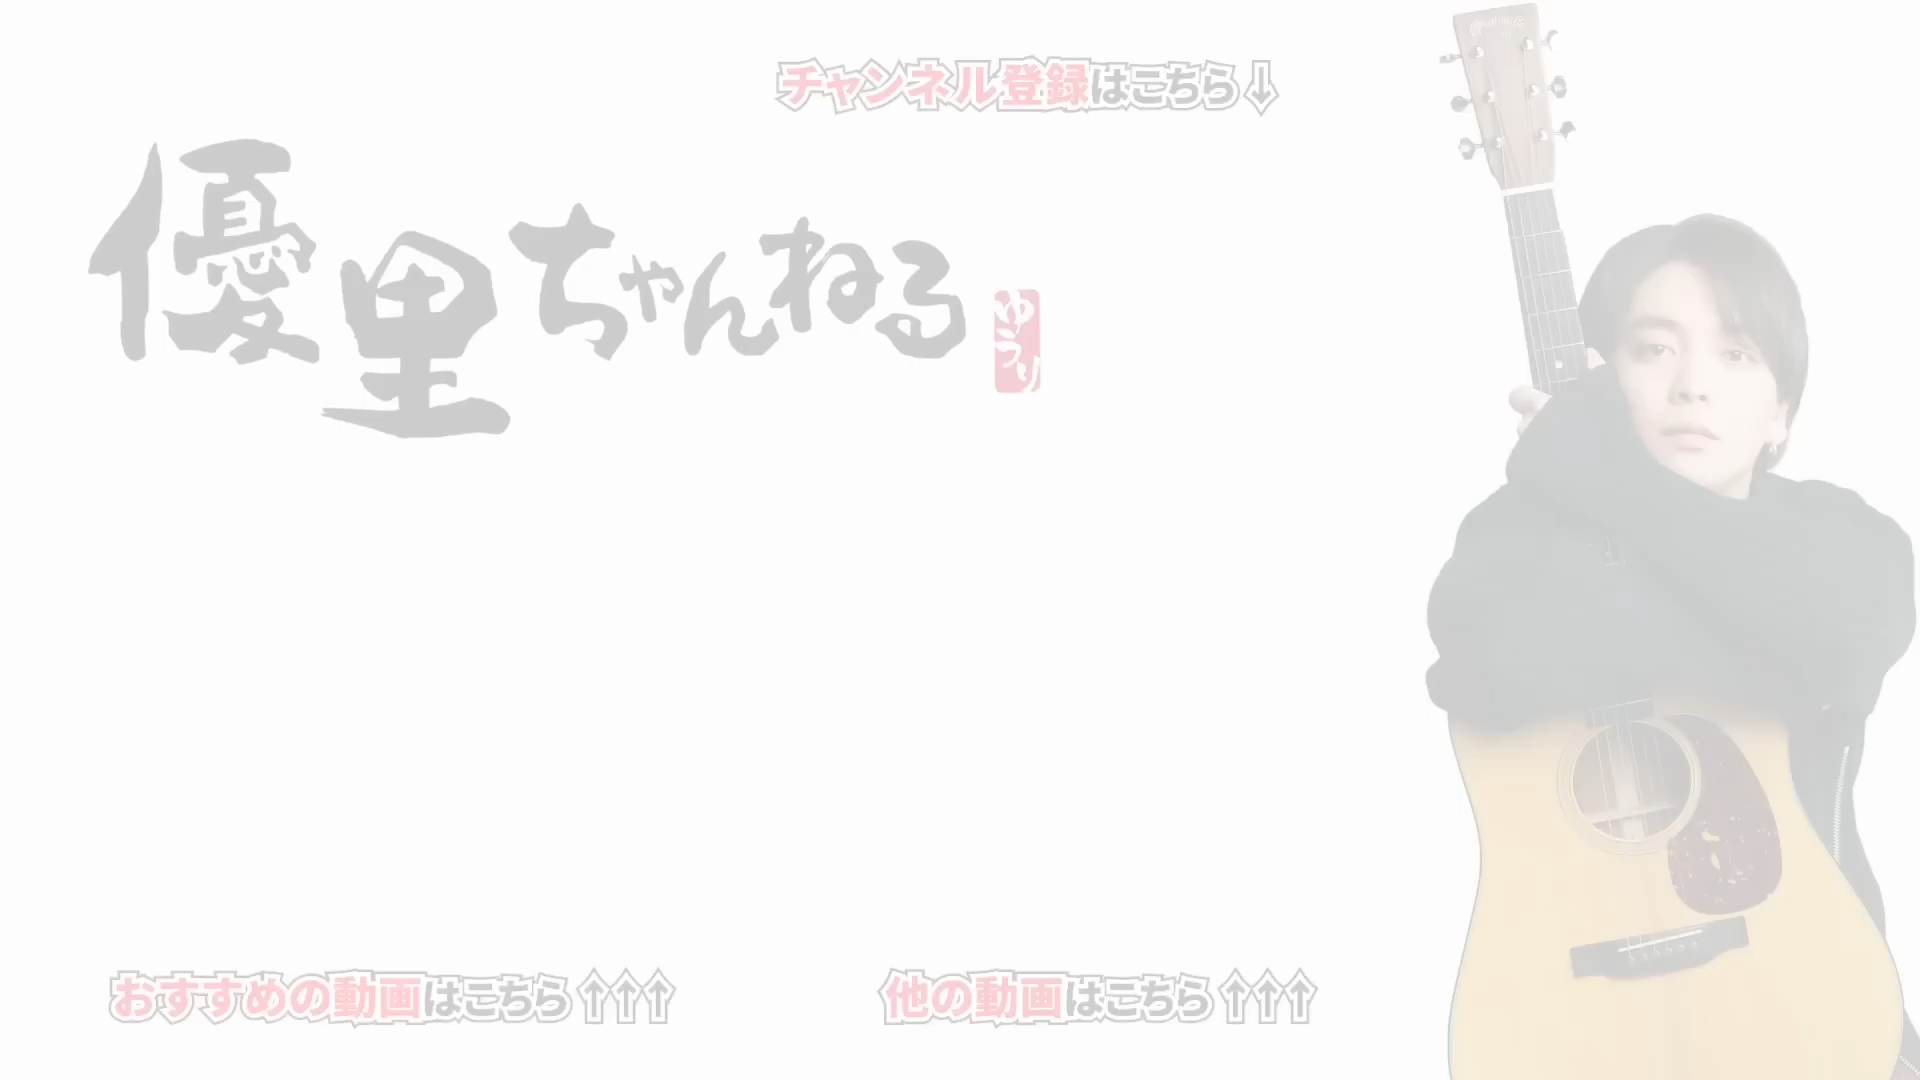 チャンネル登録はこちら↓
優里ちゃんねる
ゆうり
おすすめの動画はこちら↑↑↑
他の動画はこちら↑↑↑